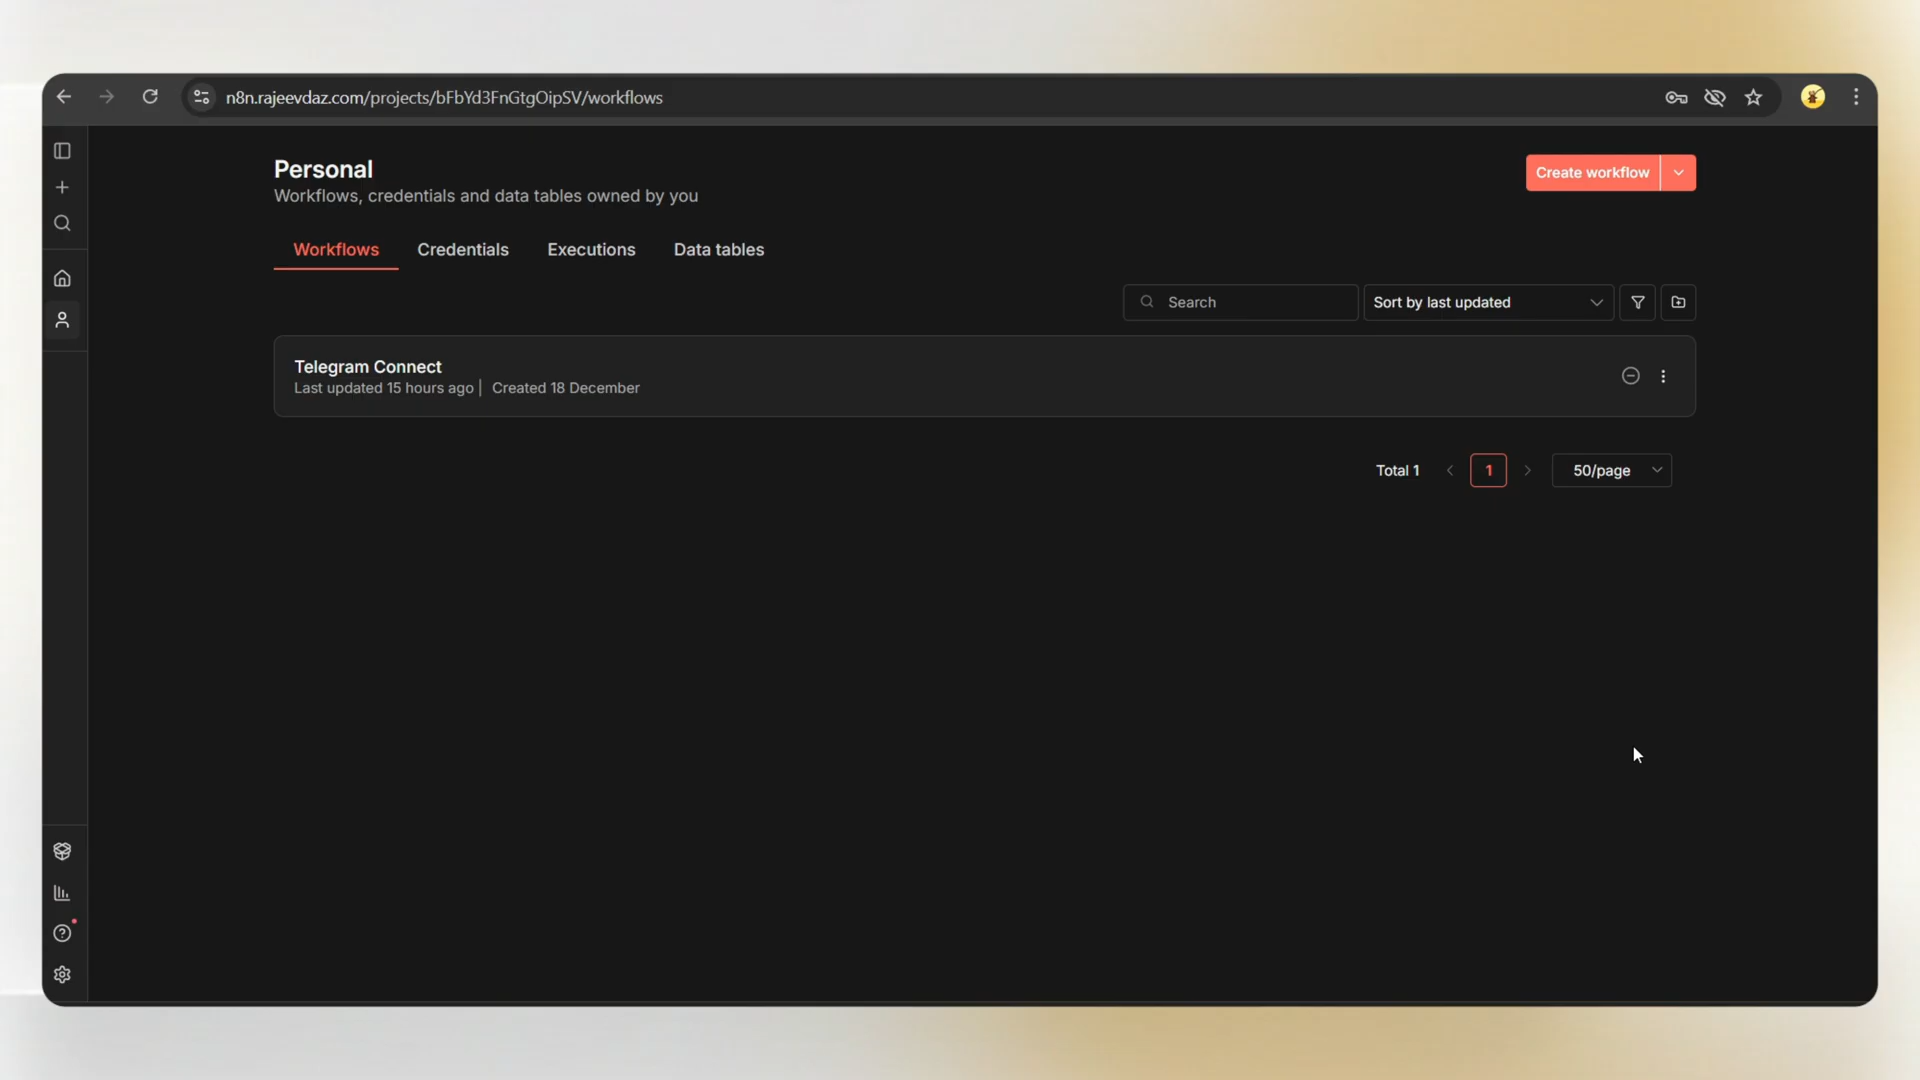 n8n.rajeevdaz.com/projects/bFbYd3FnGtgOipSV/workflows
Personal
Create workflow
Workflows, credentials and data tables owned by you
Workflows Credentials Executions Data tables
Search Sort by last updated
Telegram Connect
Last updated 15 hours ago | Created 18 December
Total 1 1 50/page